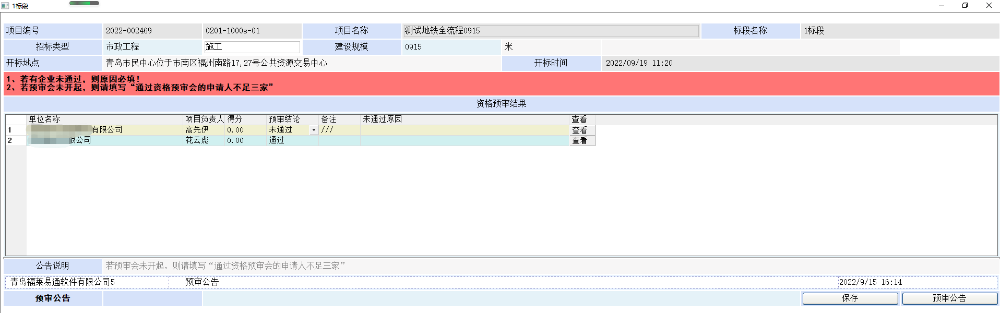 1标段
项目编号 2022-002469 0201-1000s-01 项目名称 测试地铁全流程0915 标段名称 1标段
招标类型 市政工程 施工 建设规模 0915 米
开标地点 青岛市民中心位于市南区福州南路17,27号公共资源交易中心 开标时间 2022/09/19 11:20
1、若有企业未通过，则原因必填！
2、若预审会未开起，则请填写“通过资格预审会的申请人不足三家”
资格预审结果
单位名称 项目负责人 得分 预审结论 备注 未通过原因 查看
1 有限公司 高先伊 0.00 未通过 /// 查看
2 限公司 花云彪 0.00 通过 查看
公告说明 若预审会未开起，则请填写“通过资格预审会的申请人不足三家”
青岛福莱易通软件有限公司5 预审公告 2022/9/15 16:14
预审公告 保存 预审公告